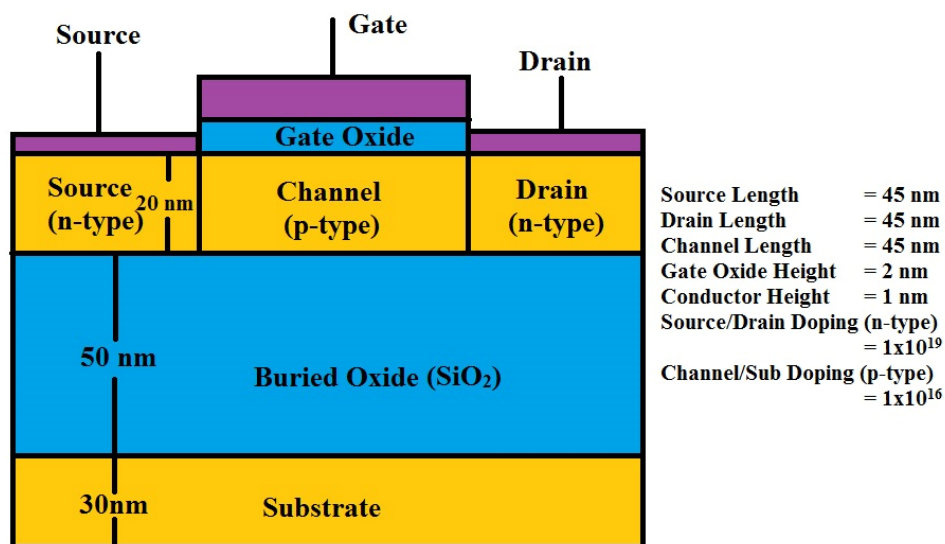 Source
Gate
Drain
Gate Oxide
Source
(n-type)
20 nm
Channel
(p-type)
Drain
(n-type)
50 nm
Buried Oxide (SiO₂)
30nm
Substrate
Source Length = 45 nm
Drain Length = 45 nm
Channel Length = 45 nm
Gate Oxide Height = 2 nm
Conductor Height = 1 nm
Source/Drain Doping (n-type)
= 1x10¹⁹
Channel/Sub Doping (p-type)
= 1x10¹⁶